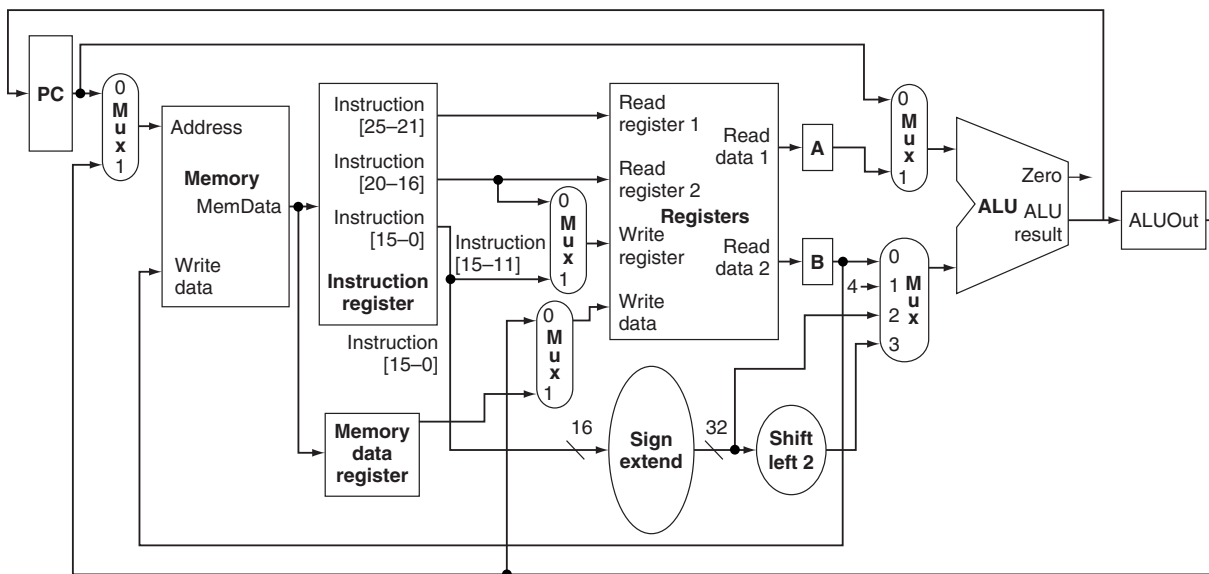 PC
0
M
u
x
1
Address
Memory
MemData
Write
data
Instruction
[25–21]
Instruction
[20–16]
Instruction
[15–0]
Instruction
register
Instruction
[15–11]
Instruction
[15–0]
Memory
data
register
0
M
u
x
1
0
M
u
x
1
16
Sign
extend
32
Shift
left 2
Read
register 1
Read
register 2
Registers
Write
register
Write
data
Read
data 1
Read
data 2
A
B
4
0
M
u
x
1
0
1
2
3
M
u
x
Zero
ALU
ALU
result
ALUOut